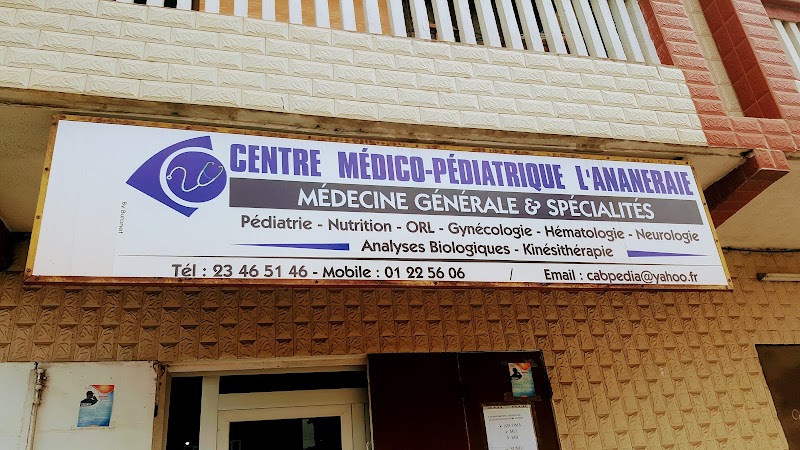 CENTRE MÉDICO-PÉDIATRIQUE L'ANANERAIE
MÉDECINE GÉNÉRALE & SPÉCIALITÉS
Pédiatrie - Nutrition - ORL - Gynécologie - Hématologie - Neurologie
Analyses Biologiques - Kinésithérapie
Tél : 23 46 51 46 - Mobile : 01 22 56 06 / Email : cabpedia@yahoo.fr